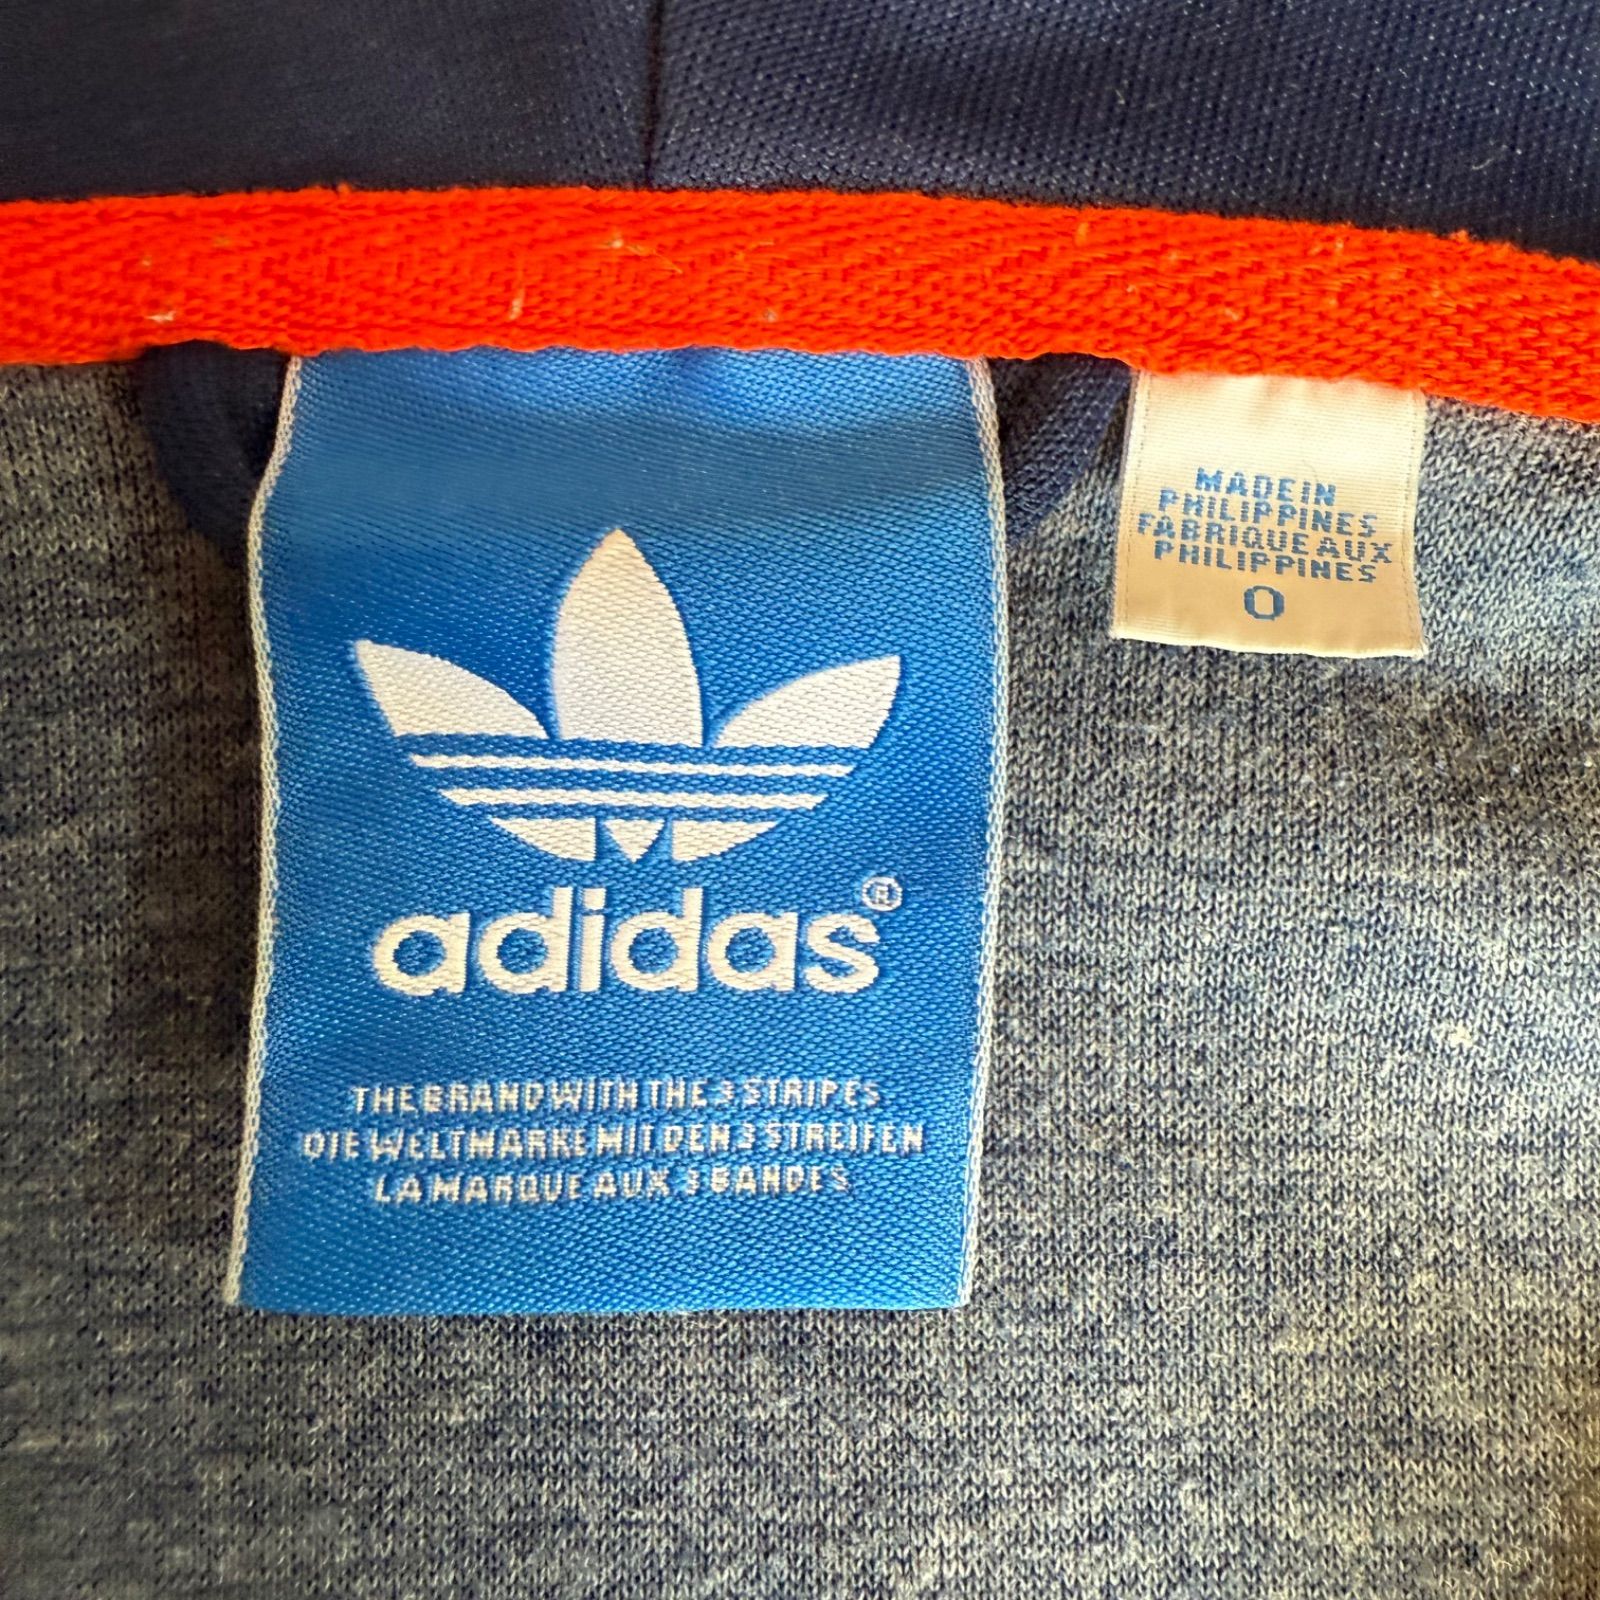 adidas®
THE BRAND WITH THE 3 STRIPES
DIE WELTMARKE MIT DEN 3 STREIFEN
LA MARQUE AUX 3 BANDES
MADE IN
PHILIPPINES
FABRIQUE AUX
PHILIPPINES
O